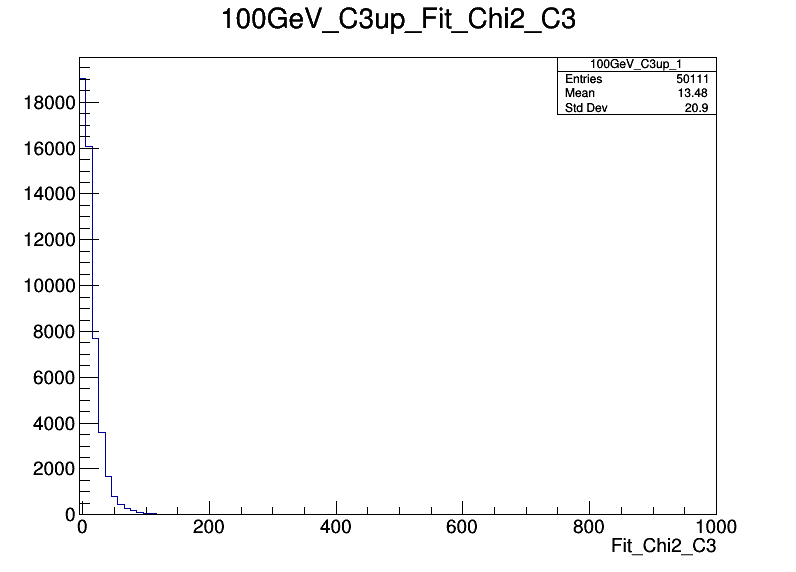 100GeV_C3up_Fit_Chi2_C3
100GeV_C3up_1
Entries 50111
Mean 13.48
Std Dev 20.9
18000
16000
14000
12000
10000
8000
6000
4000
2000
0
0 200 400 600 800 1000
Fit_Chi2_C3